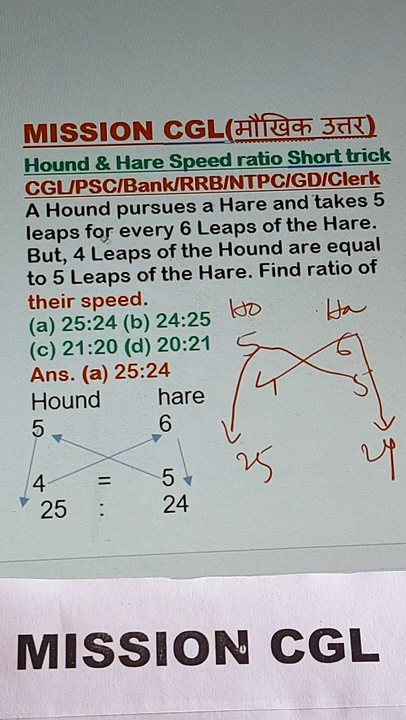 MISSION CGL(मौखिक उत्तर)
Hound & Hare Speed ratio Short trick
CGL/PSC/Bank/RRB/NTPC/GD/Clerk
A Hound pursues a Hare and takes 5
leaps for every 6 Leaps of the Hare.
But, 4 Leaps of the Hound are equal
to 5 Leaps of the Hare. Find ratio of
their speed.
(a) 25:24 (b) 24:25
(c) 21:20 (d) 20:21
Ans. (a) 25:24
Ho Ha
5 6
4 5
25 24
Hound hare
5 6
4 = 5
25 : 24
MISSION CGL